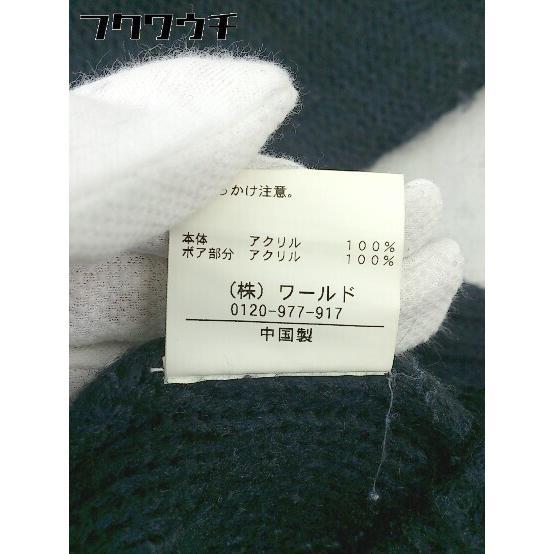 フクワウチ
かけ注意。
本体 アクリル 100%
ボア部分 アクリル 100%
(株) ワールド
0120-977-917
中国製